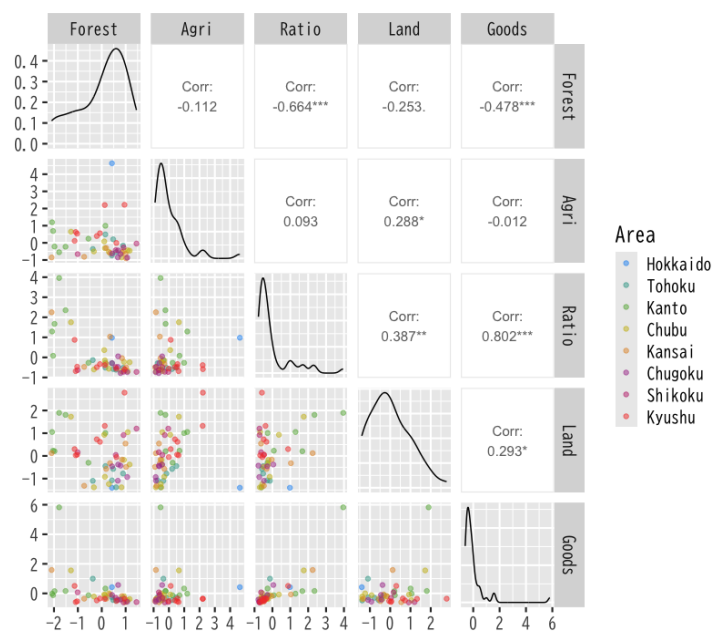 Forest Agri Ratio Land Goods
0.4
0.3
0.2
0.1
0.0
Corr:
-0.112
Corr:
-0.664***
Corr:
-0.253.
Corr:
-0.478***
Forest
4
3
2
1
0
-1
Corr:
0.093
Corr:
0.288*
Corr:
-0.012
Agri
4
3
2
1
0
-1
Corr:
0.387**
Corr:
0.802***
Ratio
2
1
0
-1
Corr:
0.293*
Land
6
4
2
0
Goods
-2 -1 0 1
-1 0 1 2 3 4
-1 0 1 2 3 4
-1 0 1 2
0 2 4 6
Area
Hokkaido
Tohoku
Kanto
Chubu
Kansai
Chugoku
Shikoku
Kyushu